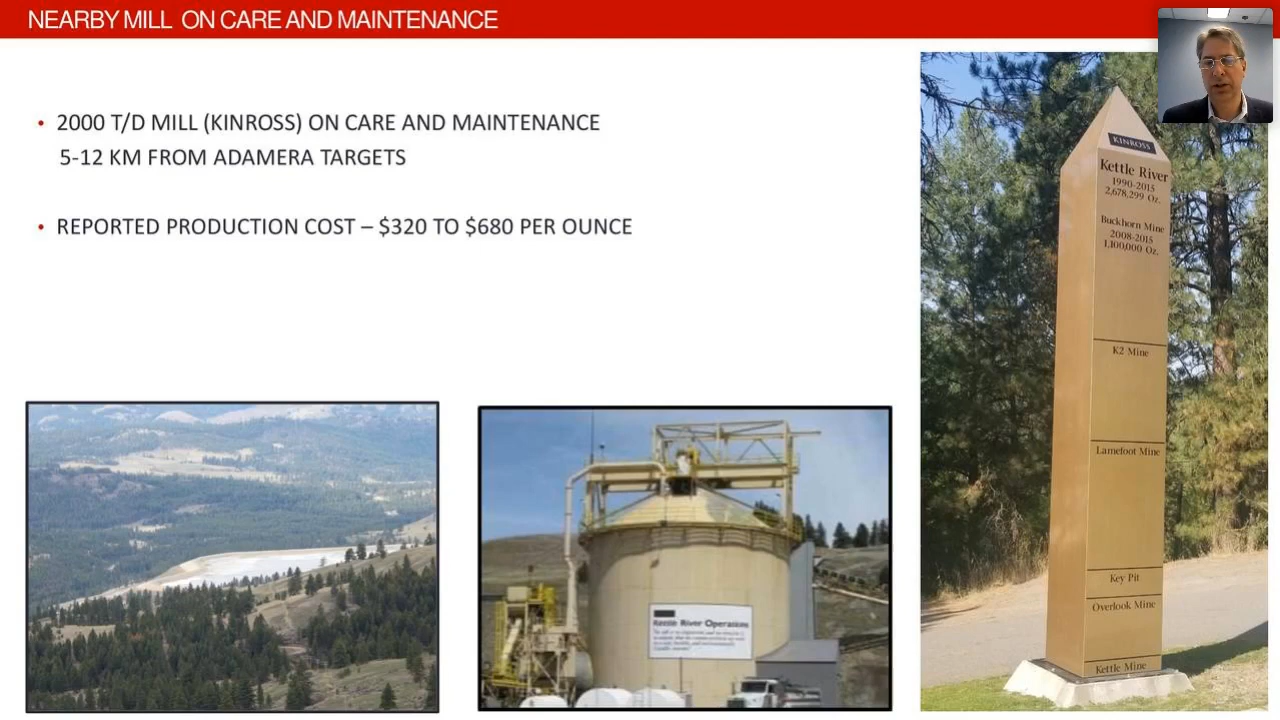 NEARBY MILL ON CARE AND MAINTENANCE
• 2000 T/D MILL (KINROSS) ON CARE AND MAINTENANCE
5-12 KM FROM ADAMERA TARGETS
• REPORTED PRODUCTION COST – $320 TO $680 PER OUNCE
Kettle River Operations
KINROSS
Kettle River
1990-2015
2,678,299 Oz.
Buckhorn Mine
2008-2015
1,100,000 Oz.
K2 Mine
Lamefoot Mine
Key Pit
Overlook Mine
Kettle Mine